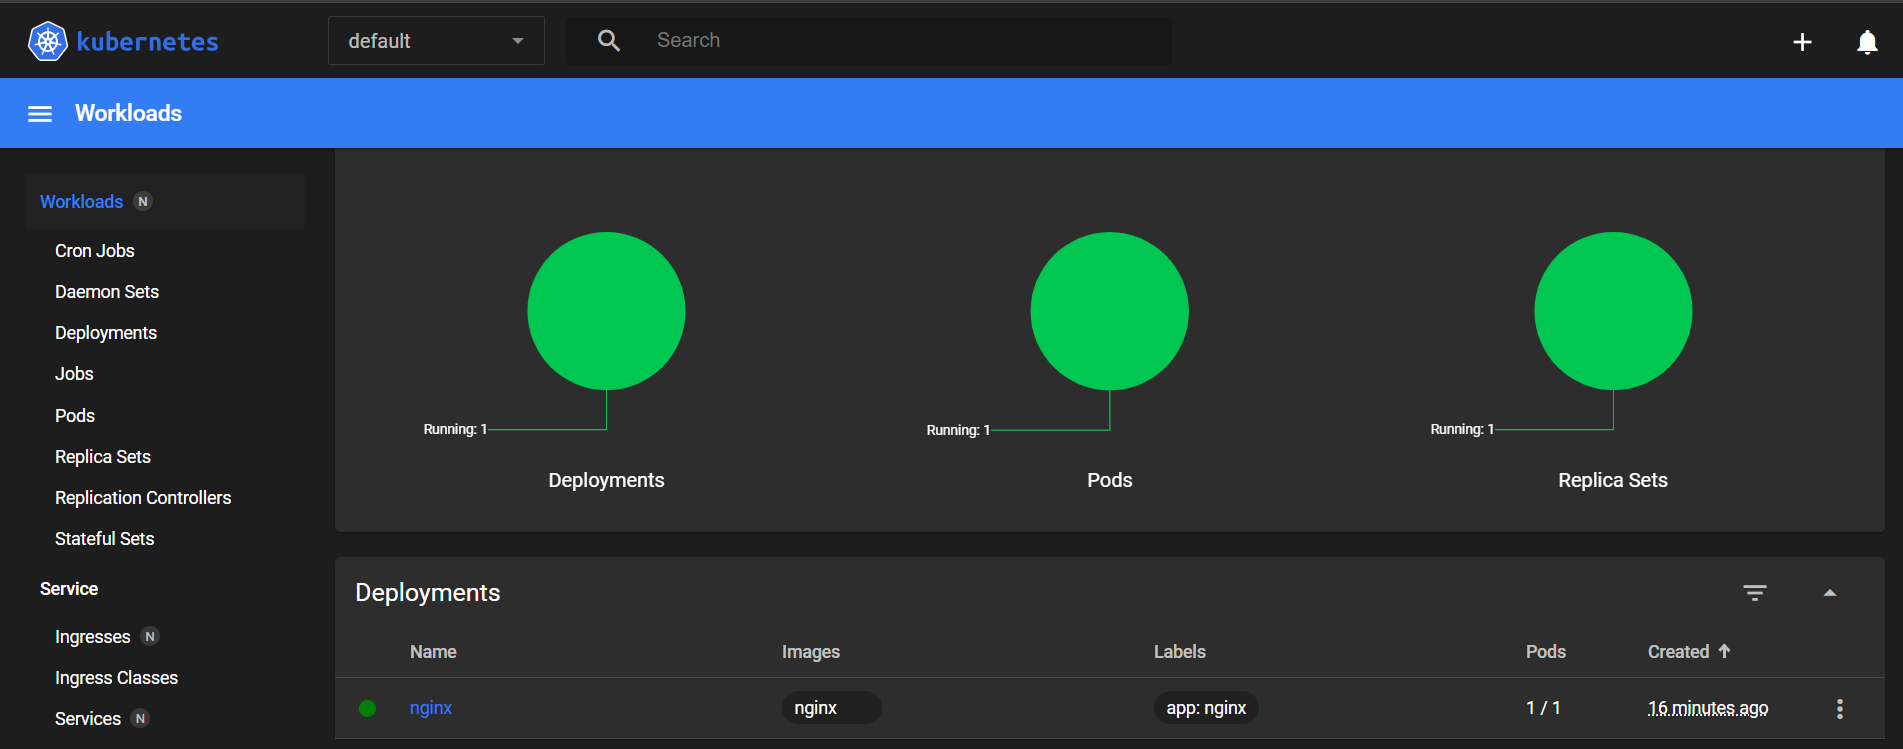 kubernetes
default
Search
Workloads
Workloads N
Cron Jobs
Daemon Sets
Deployments
Jobs
Pods
Replica Sets
Replication Controllers
Stateful Sets
Service
Ingresses N
Ingress Classes
Services N
Running: 1
Deployments
Running: 1
Pods
Running: 1
Replica Sets
Deployments
Name Images Labels Pods Created
nginx nginx app: nginx 1 / 1 16 minutes ago